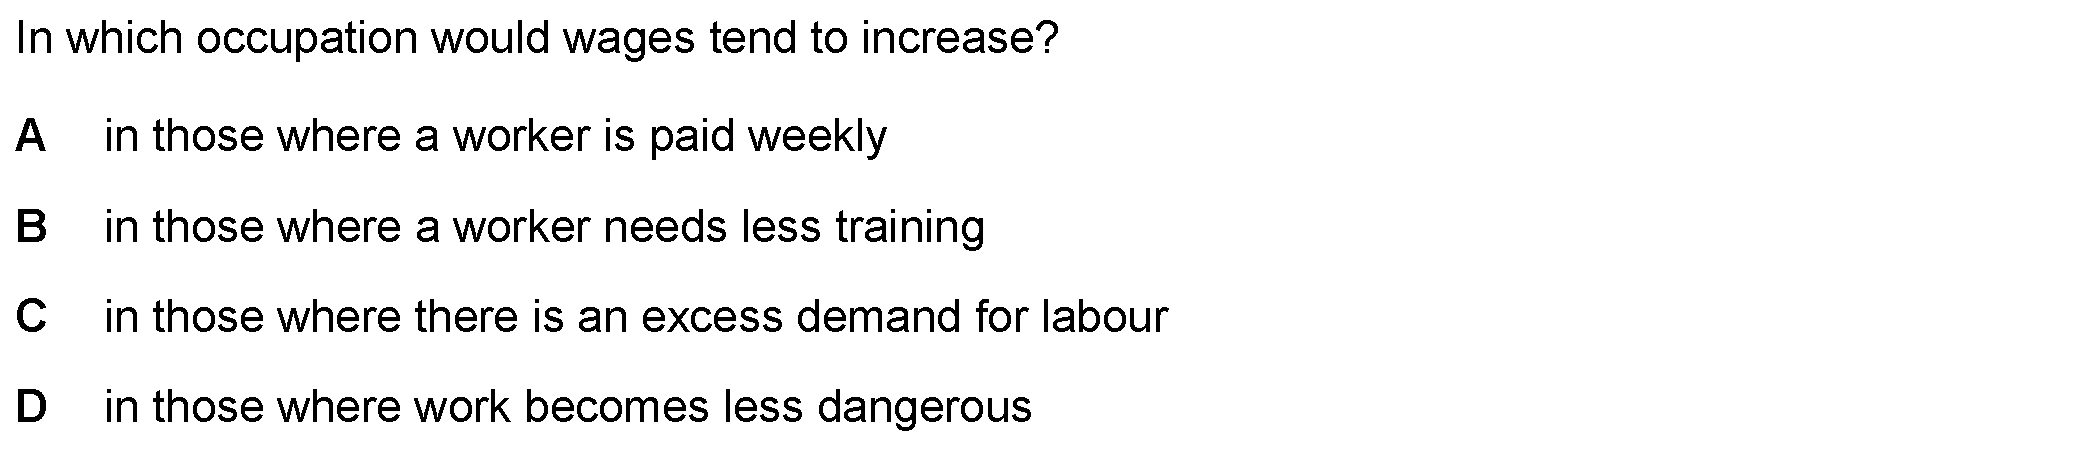 In which occupation would wages tend to increase?
A in those where a worker is paid weekly
B in those where a worker needs less training
C in those where there is an excess demand for labour
D in those where work becomes less dangerous